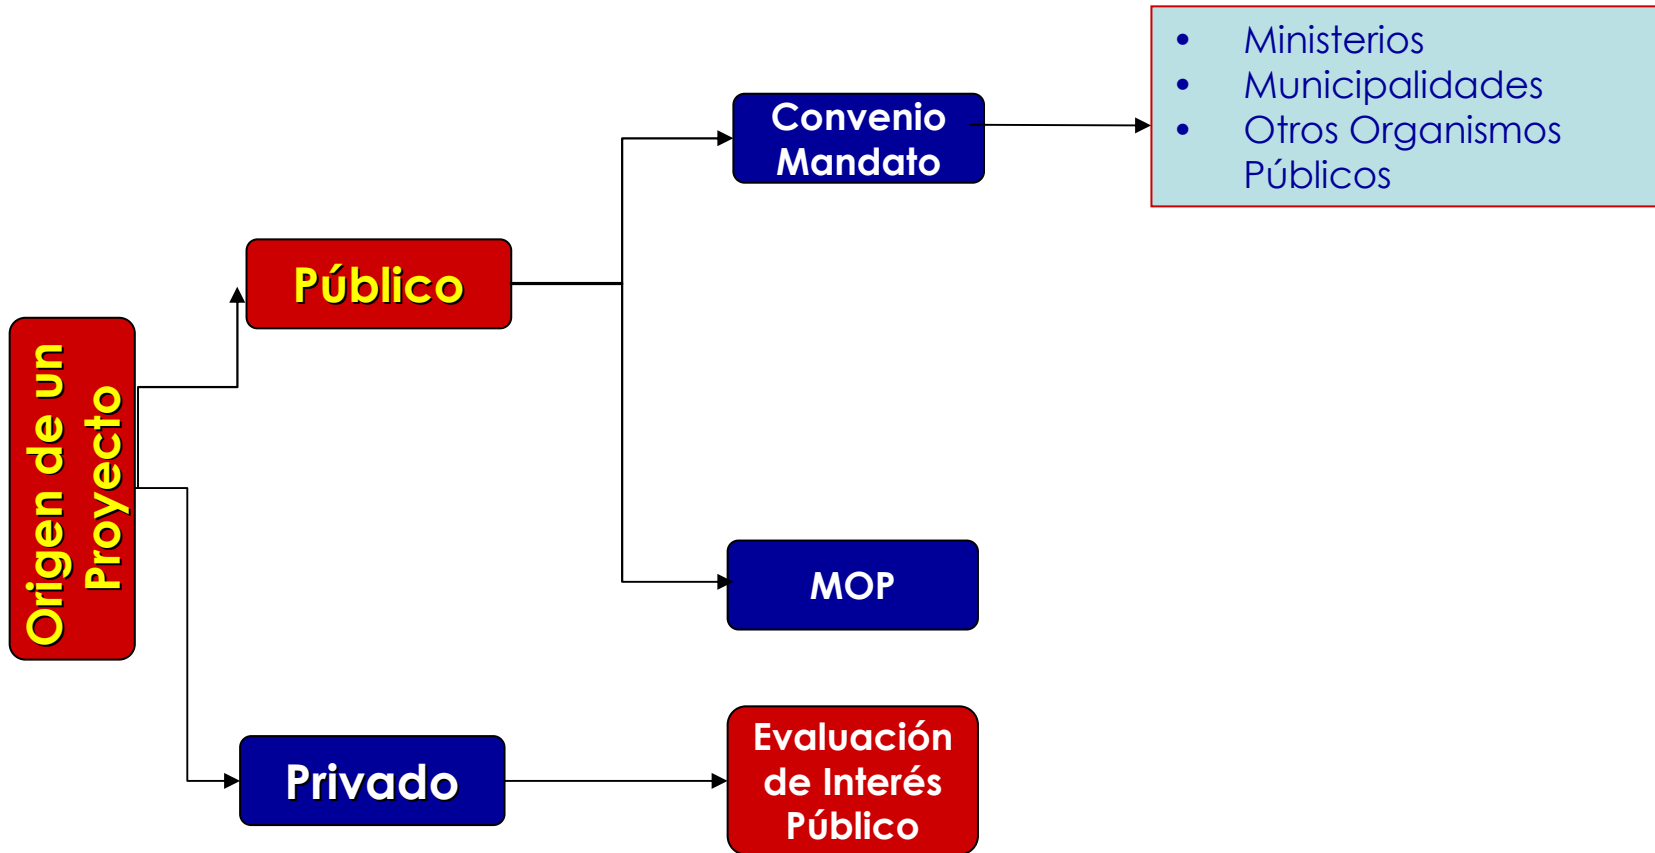 • Ministerios
• Municipalidades
• Otros Organismos
Públicos
Convenio
Mandato
Público
Origen de un
Proyecto
MOP
Privado
Evaluación
de Interés
Público